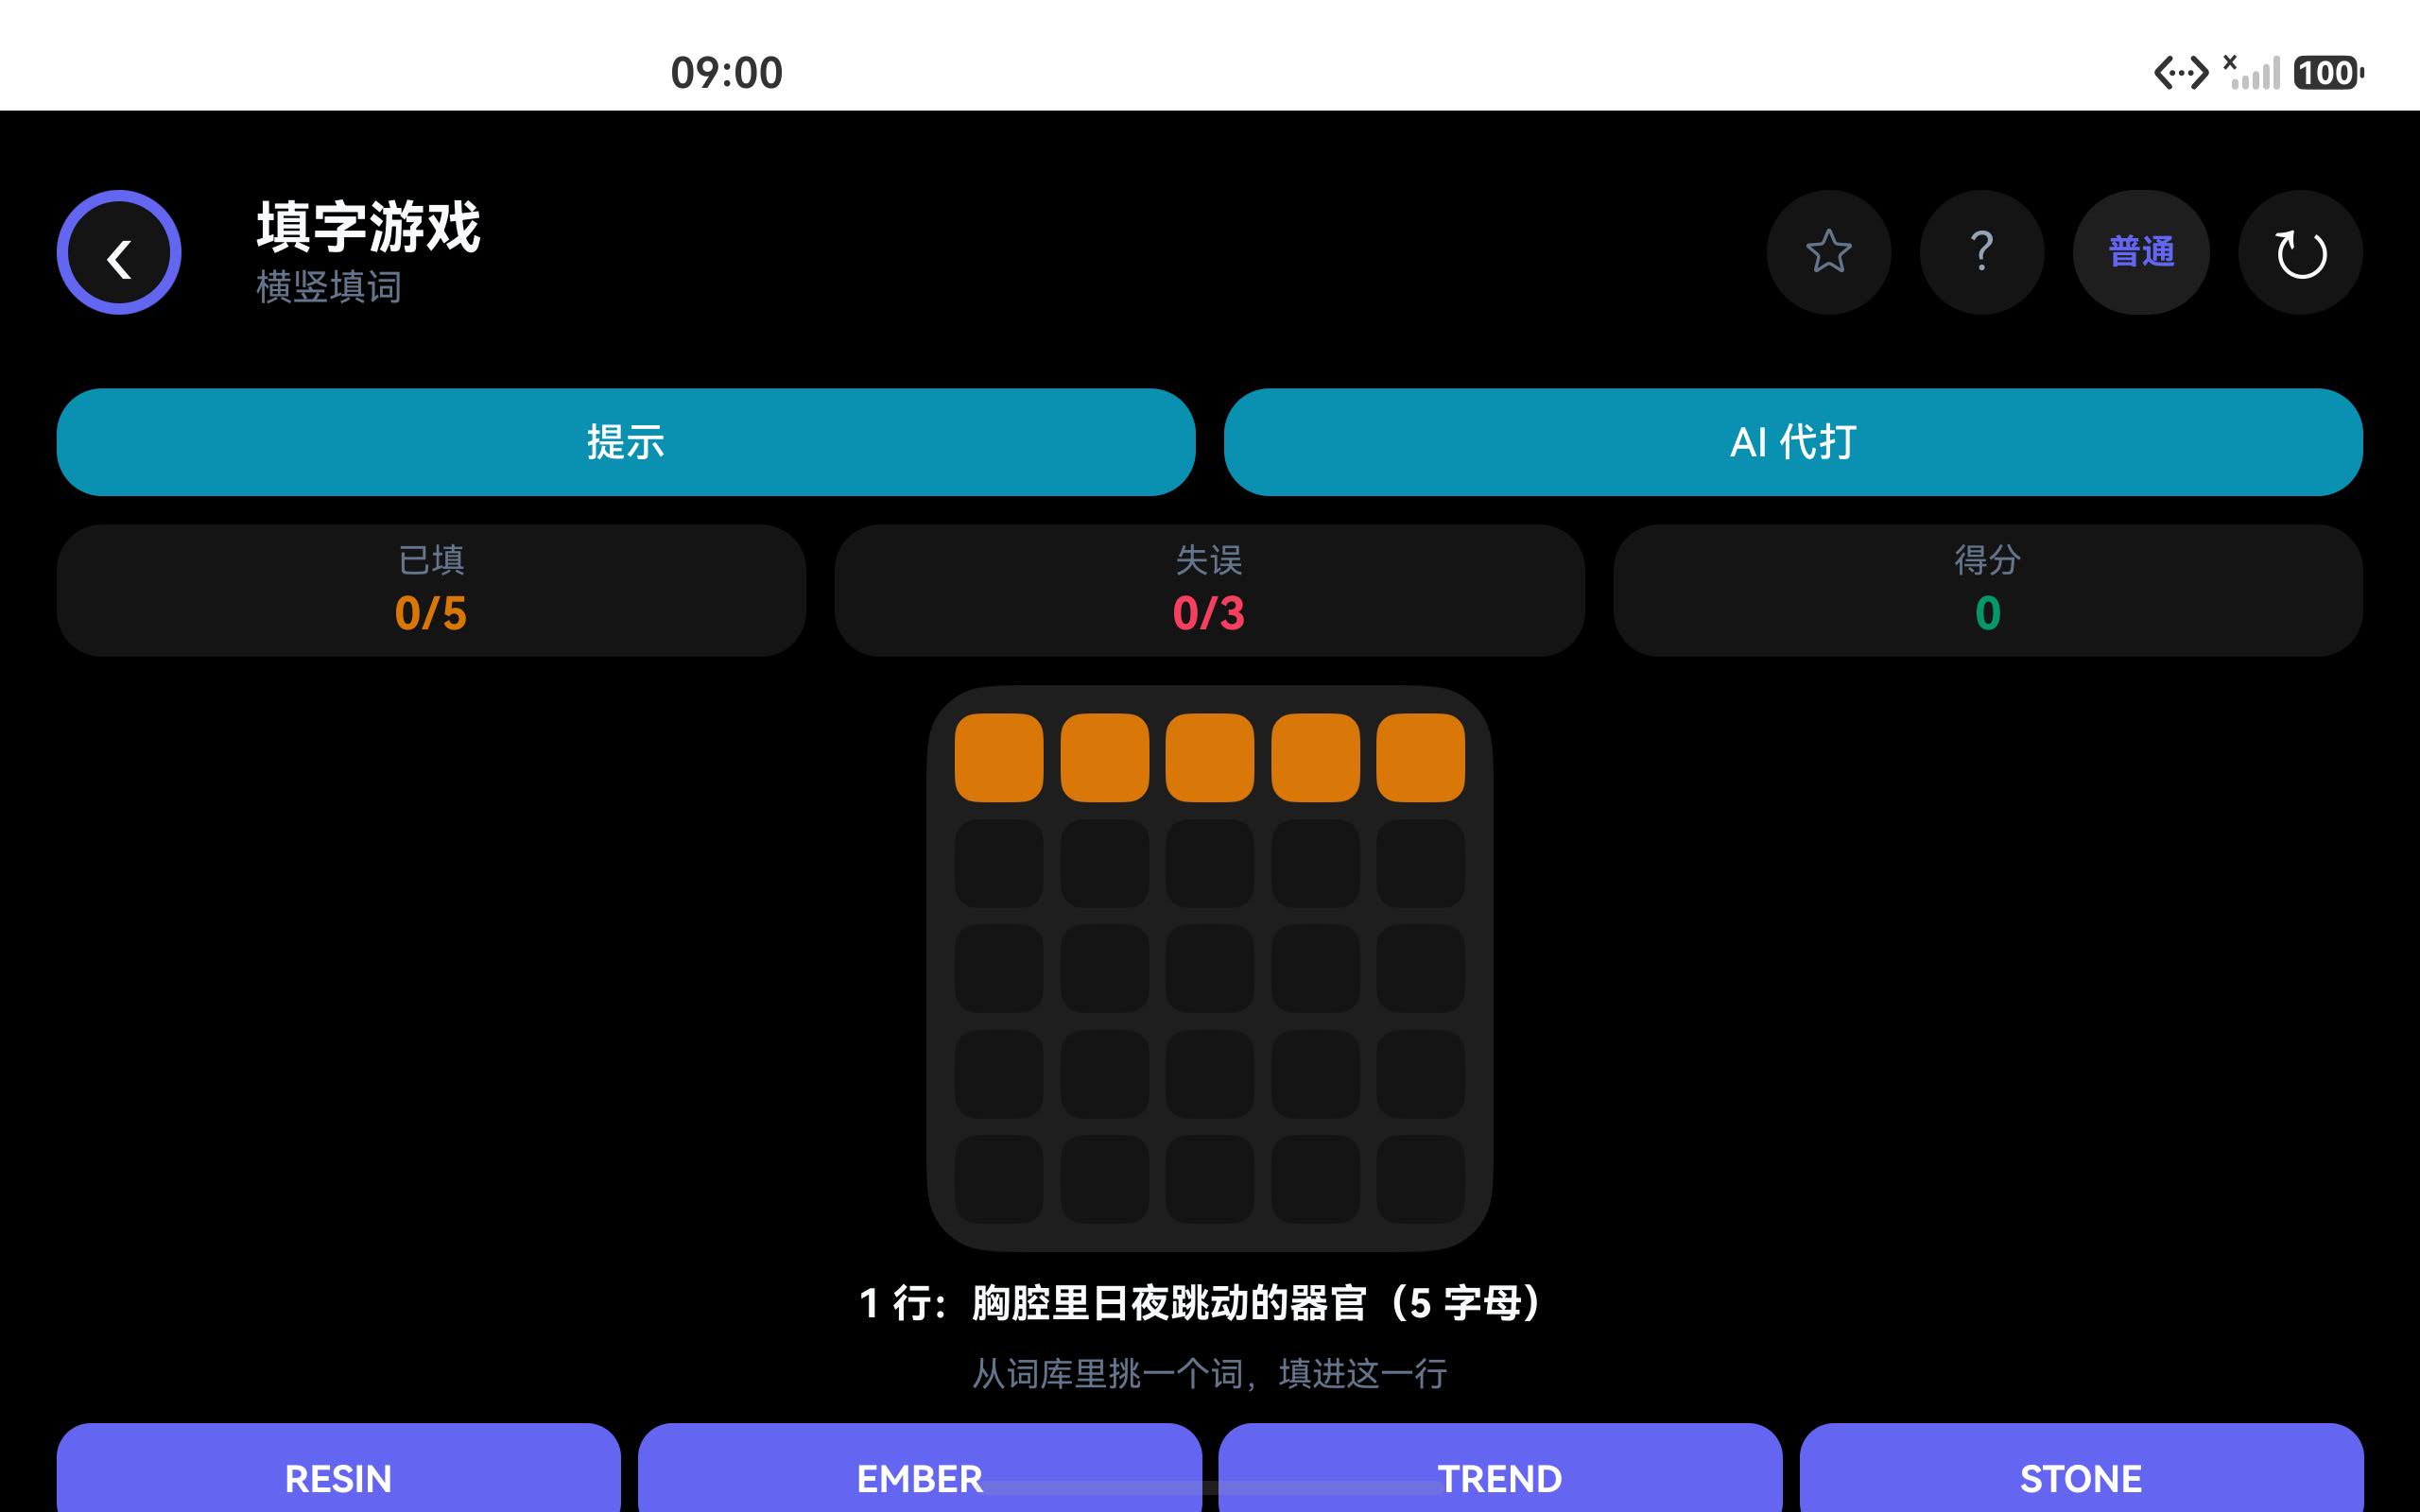 09:00
100
填字游戏
横竖填词
?
普通
提示
AI 代打
已填
失误
得分
0/5
0/3
0
1 行：胸腔里日夜跳动的器官（5 字母）
从词库里挑一个词，填进这一行
RESIN
EMBER
TREND
STONE